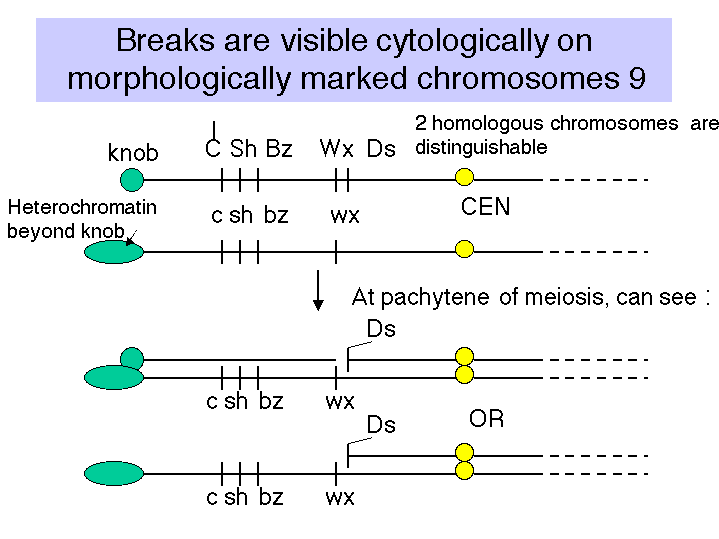 Breaks are visible cytologically on
morphologically marked chromosomes 9
2 homologous chromosomes are
distinguishable
knob
C Sh Bz
Wx Ds
Heterochromatin
beyond knob
c sh bz
wx
CEN
At pachytene of meiosis, can see :
Ds
c sh bz
wx
Ds
OR
c sh bz
wx